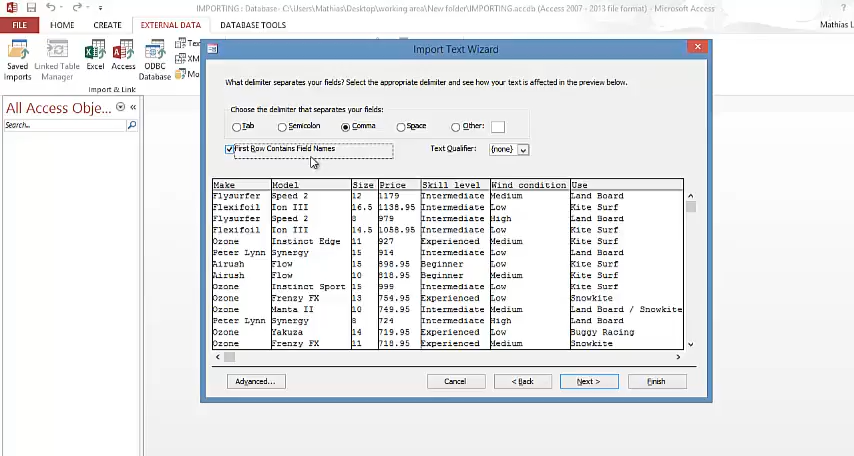 IMPORTING : Database- C:\Users\Mathias\Desktop\working area\New folder\IMPORTING.accdb (Access 2007 - 2013 file format) - Microsoft Access
?
FILE HOME CREATE EXTERNAL DATA DATABASE TOOLS
Mathias L
Saved Imports
Linked Table Manager
Excel
Access
ODBC Database
Import & Link
All Access Obje...
Search...
Import Text Wizard
What delimiter separates your fields? Select the appropriate delimiter and see how your text is affected in the preview below.
Choose the delimiter that separates your fields:
Tab Semicolon Comma Space Other:
First Row Contains Field Names Text Qualifier: {none}
Make Model Size Price Skill level Wind condition Use
Flysurfer Speed 2 12 1179 Intermediate Medium Land Board
Flexifoil Ion III 16.5 1138.95 Intermediate Low Kite Surf
Flysurfer Speed 2 8 979 Intermediate High Land Board
Flexifoil Ion III 14.5 1058.95 Intermediate Low Kite Surf
Ozone Instinct Edge 11 927 Experienced Medium Kite Surf
Peter Lynn Synergy 15 914 Intermediate Low Land Board
Airush Flow 15 898.95 Beginner Low Kite Surf
Airush Flow 10 818.95 Beginner Medium Kite Surf
Ozone Instinct Sport 15 999 Intermediate Low Kite Surf
Ozone Frenzy FX 13 754.95 Experienced Low Snowkite
Ozone Manta II 10 749.95 Intermediate Medium Land Board / Snowkite
Peter Lynn Synergy 8 724 Intermediate High Land Board
Ozone Yakuza 14 719.95 Experienced Low Buggy Racing
Ozone Frenzy FX 11 718.95 Experienced Medium Snowkite
Advanced... Cancel < Back Next > Finish